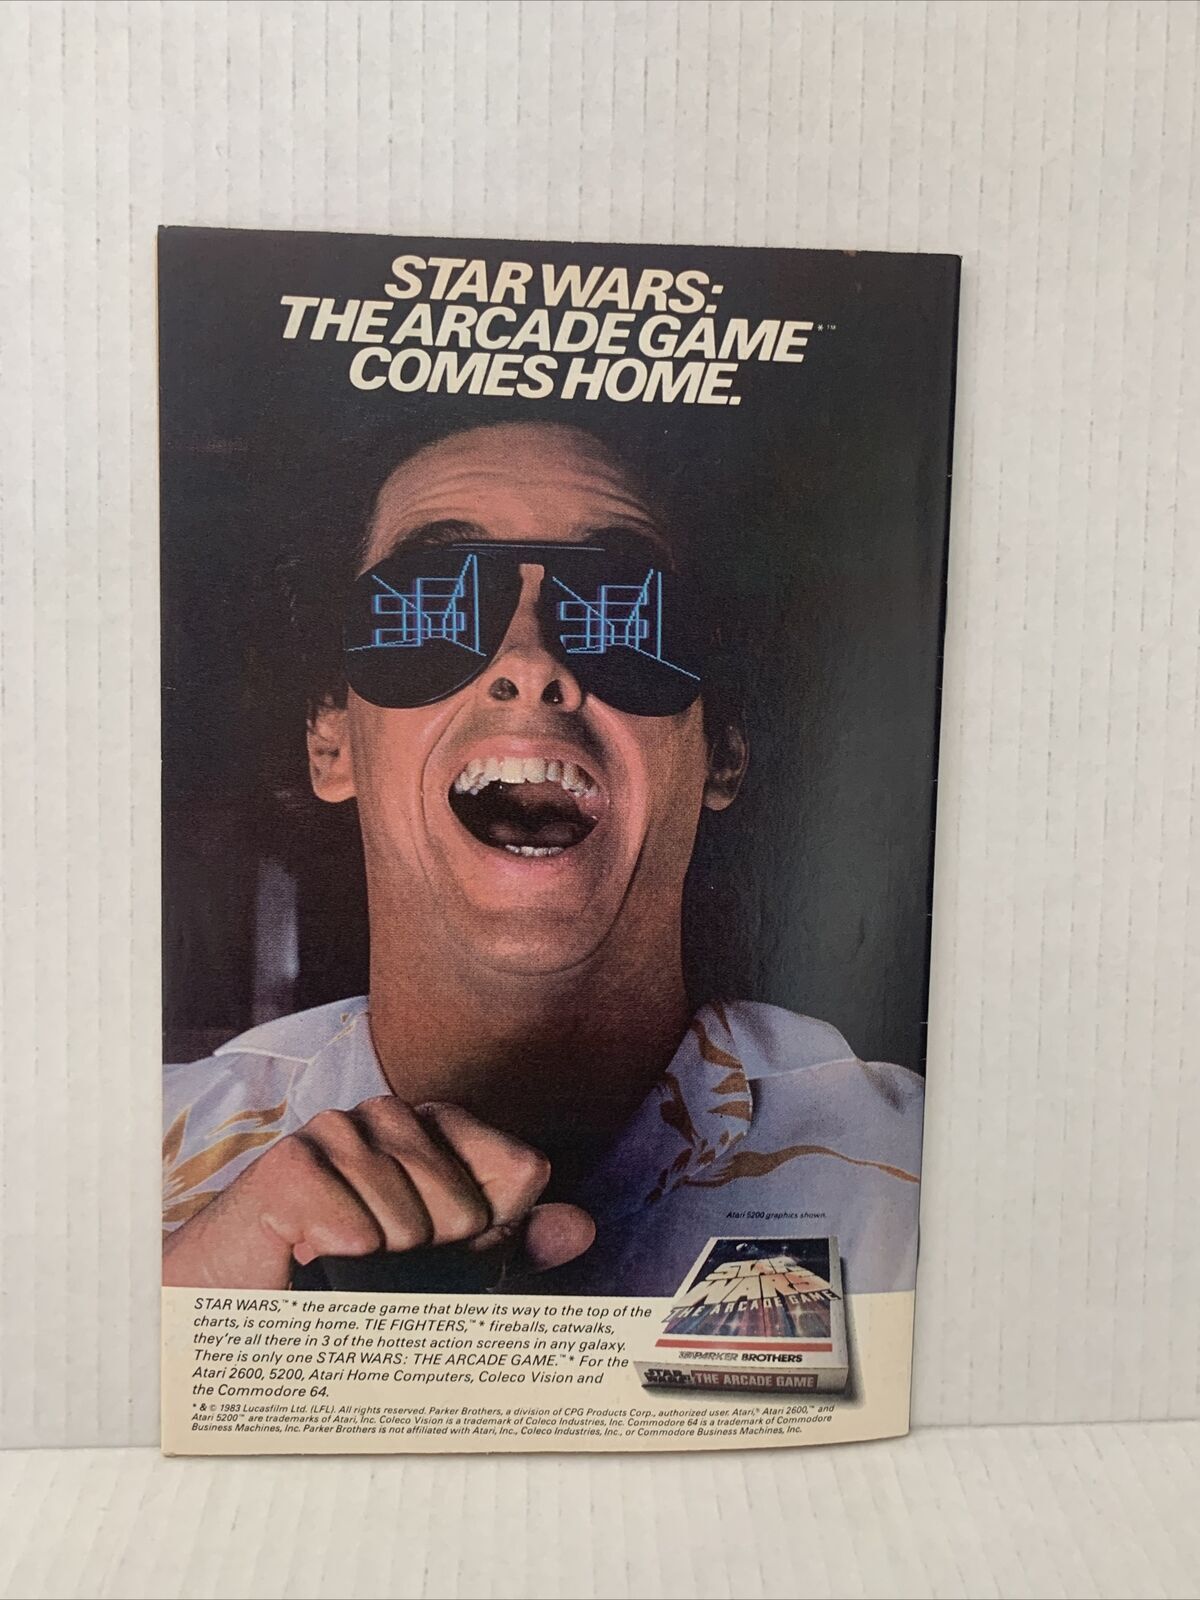 STAR WARS:
THE ARCADE GAME*™
COMES HOME.
Atari 5200 graphics shown.
STAR WARS
THE ARCADE GAME
PARKER BROTHERS
STAR WARS THE ARCADE GAME
STAR WARS,™* the arcade game that blew its way to the top of the
charts, is coming home. TIE FIGHTERS,™* fireballs, catwalks,
they're all there in 3 of the hottest action screens in any galaxy.
There is only one STAR WARS: THE ARCADE GAME.™* For the
Atari 2600, 5200, Atari Home Computers, Coleco Vision and
the Commodore 64.
* & © 1983 Lucasfilm Ltd. (LFL). All rights reserved. Parker Brothers, a division of CPG Products Corp., authorized user. Atari,® Atari 2600,™ and
Atari 5200™ are trademarks of Atari, Inc. Coleco Vision is a trademark of Coleco Industries, Inc. Commodore 64 is a trademark of Commodore
Business Machines, Inc. Parker Brothers is not affiliated with Atari, Inc., Coleco Industries, Inc., or Commodore Business Machines, Inc.